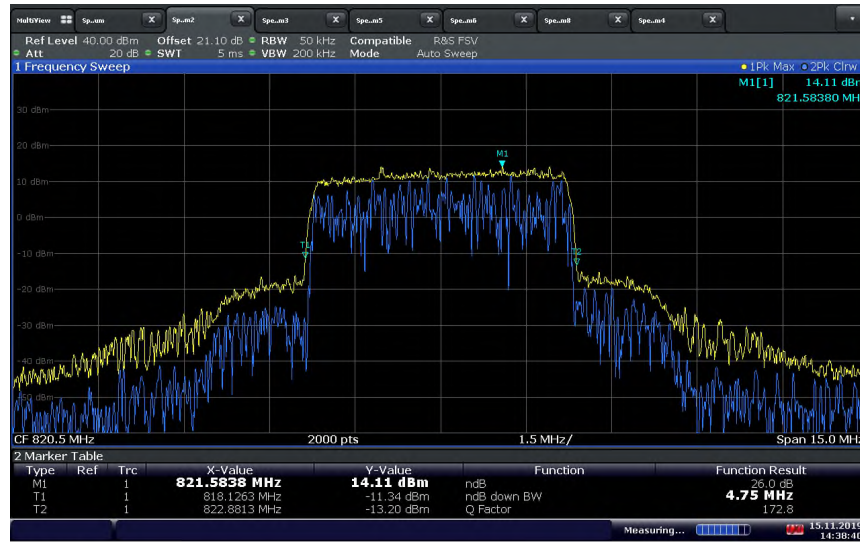 MultiView Sp..um X Sp..m2 X Spe..m3 X Spe..m5 X Spe..m6 X Spe..m8 X Spe..m4 X
Ref Level 40.00 dBm Offset 21.10 dB RBW 50 kHz Compatible R&S FSV
Att 20 dB SWT 5 ms VBW 200 kHz Mode Auto Sweep
1 Frequency Sweep 1Pk Max 2Pk Clrw
M1[1] 14.11 dBm
821.58380 MH
30 dBm
20 dBm
M1
10 dBm
0 dBm
T1
T2
-10 dBm
-20 dBm
-30 dBm
-40 dBm
-50 dBm
CF 820.5 MHz 2000 pts 1.5 MHz/ Span 15.0 MHz
2 Marker Table
Type Ref Trc X-Value Y-Value Function Function Result
M1 1 821.5838 MHz 14.11 dBm ndB 26.0 dB
T1 1 818.1263 MHz -11.34 dBm ndB down BW 4.75 MHz
T2 1 822.8813 MHz -13.20 dBm Q Factor 172.8
Measuring... 15.11.2019
14:38:40